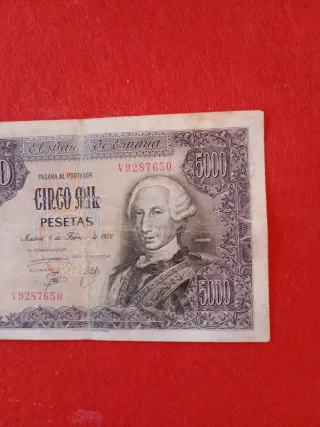 El Banco de España
PAGARÁ AL PORTADOR
V9287650
5000
CINCO MIL
PESETAS
Madrid 6 de Febrero de 1976
V9287650
5000